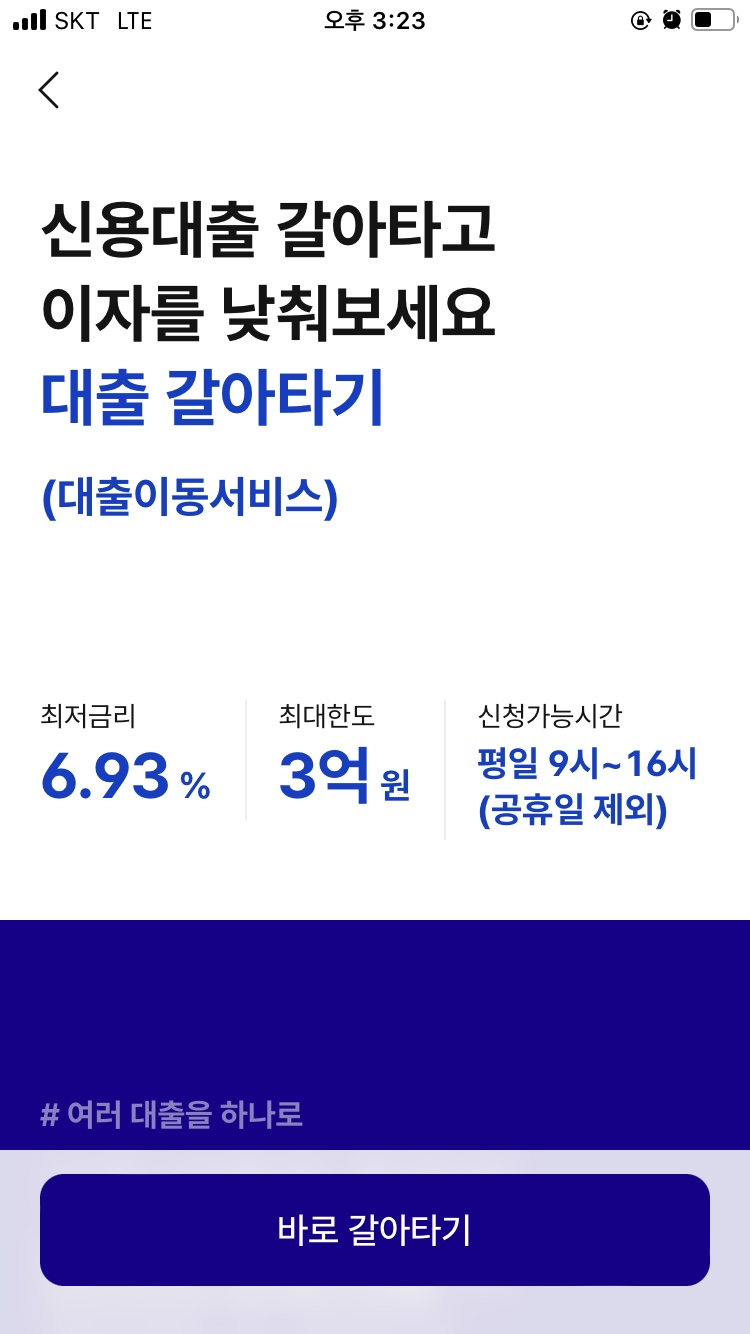 SKT LTE 오후 3:23
신용대출 갈아타고
이자를 낮춰보세요
대출 갈아타기
(대출이동서비스)
최저금리 최대한도 신청가능시간
6.93 % 3억 원 평일 9시~16시
(공휴일 제외)
# 여러 대출을 하나로
바로 갈아타기